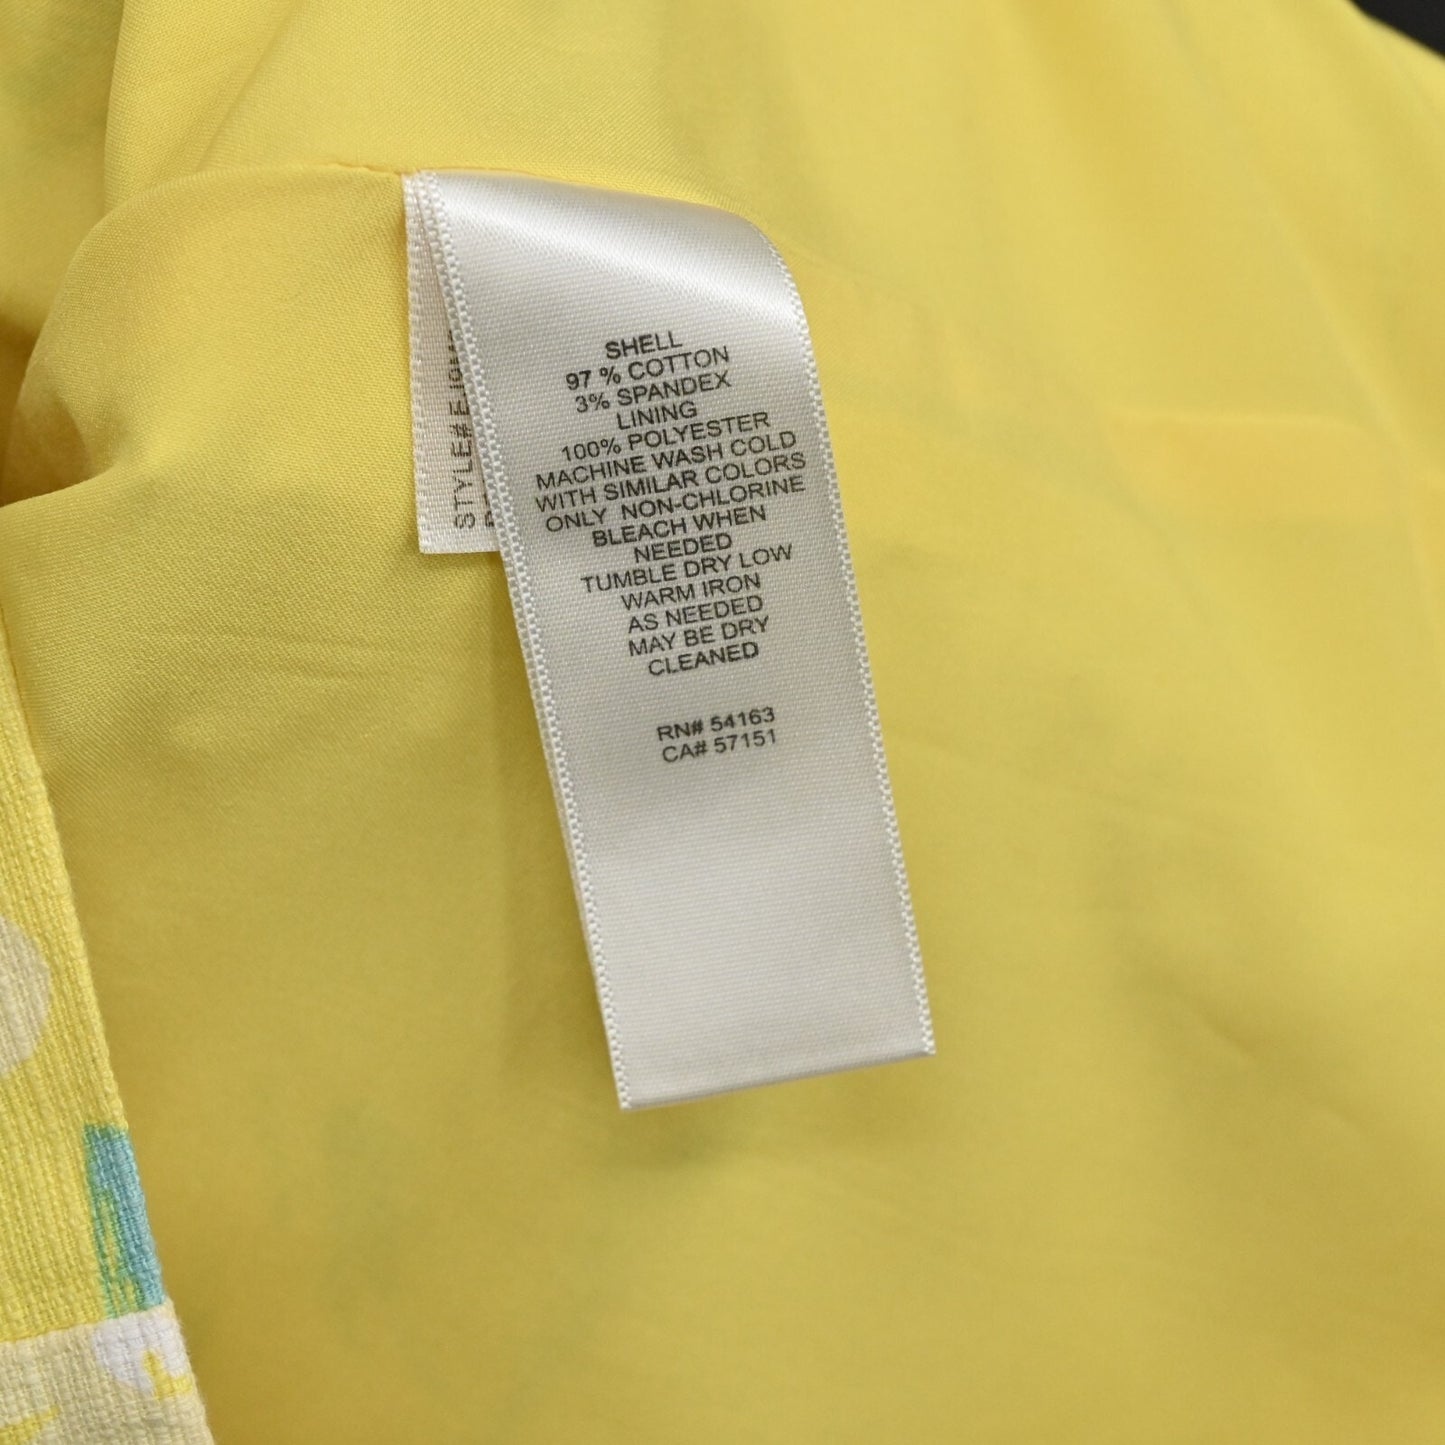 SHELL
97 % COTTON
3% SPANDEX
LINING
100% POLYESTER
MACHINE WASH COLD
WITH SIMILAR COLORS
ONLY NON-CHLORINE
BLEACH WHEN
NEEDED
TUMBLE DRY LOW
WARM IRON
AS NEEDED
MAY BE DRY
CLEANED
RN# 54163
CA# 57151
STYLE#